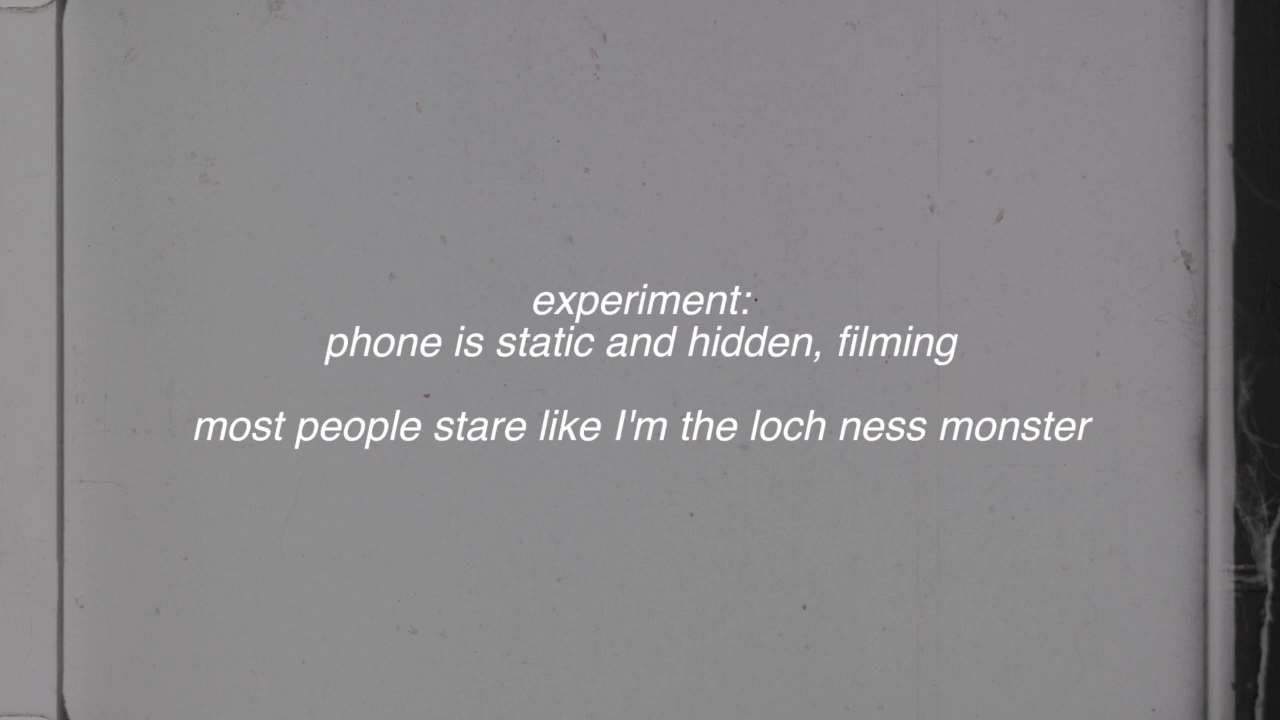 experiment:
phone is static and hidden, filming
most people stare like I'm the loch ness monster